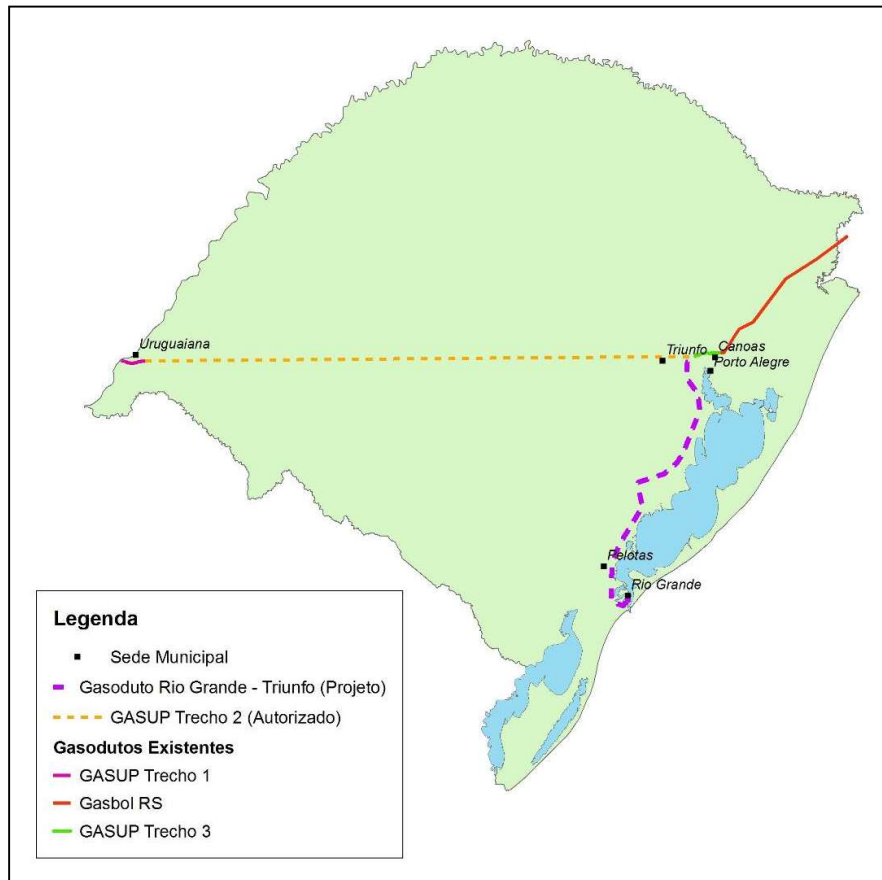 Uruguaiana
Triunfo
Canoas
Porto Alegre
Pelotas
Rio Grande
Legenda
Sede Municipal
Gasoduto Rio Grande - Triunfo (Projeto)
GASUP Trecho 2 (Autorizado)
Gasodutos Existentes
GASUP Trecho 1
Gasbol RS
GASUP Trecho 3